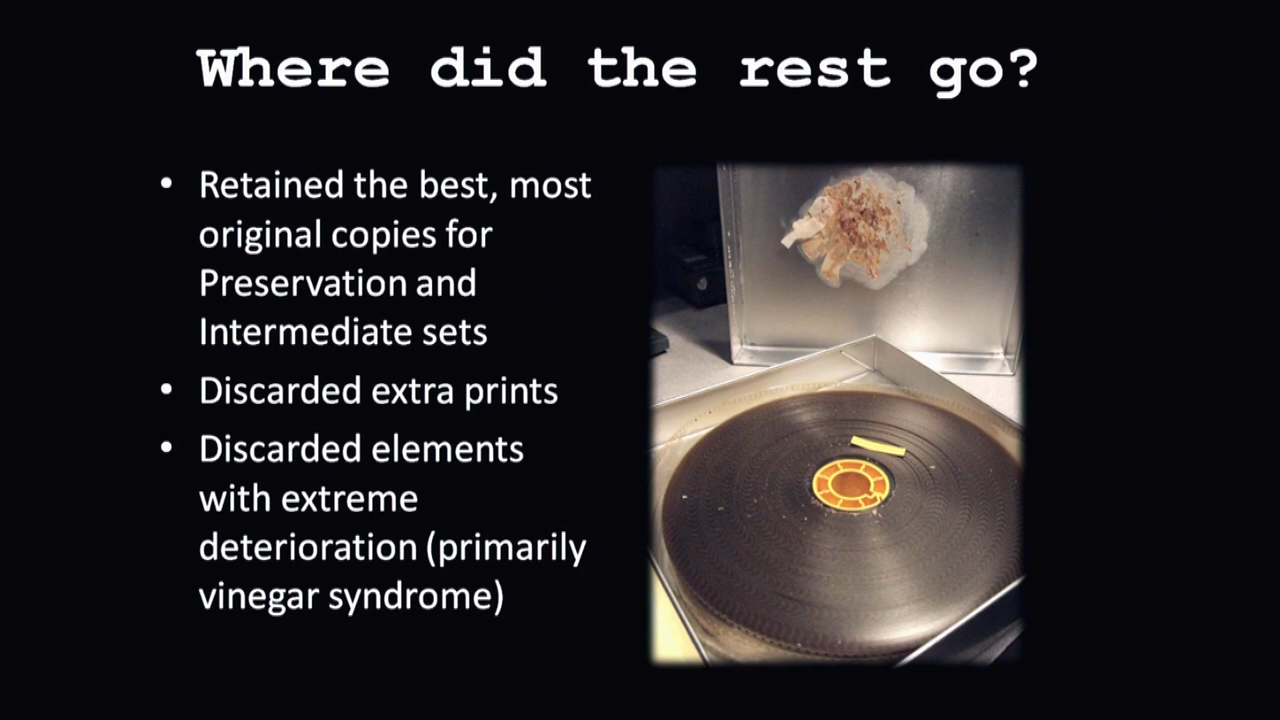 Where did the rest go?
• Retained the best, most
original copies for
Preservation and
Intermediate sets
• Discarded extra prints
• Discarded elements
with extreme
deterioration (primarily
vinegar syndrome)